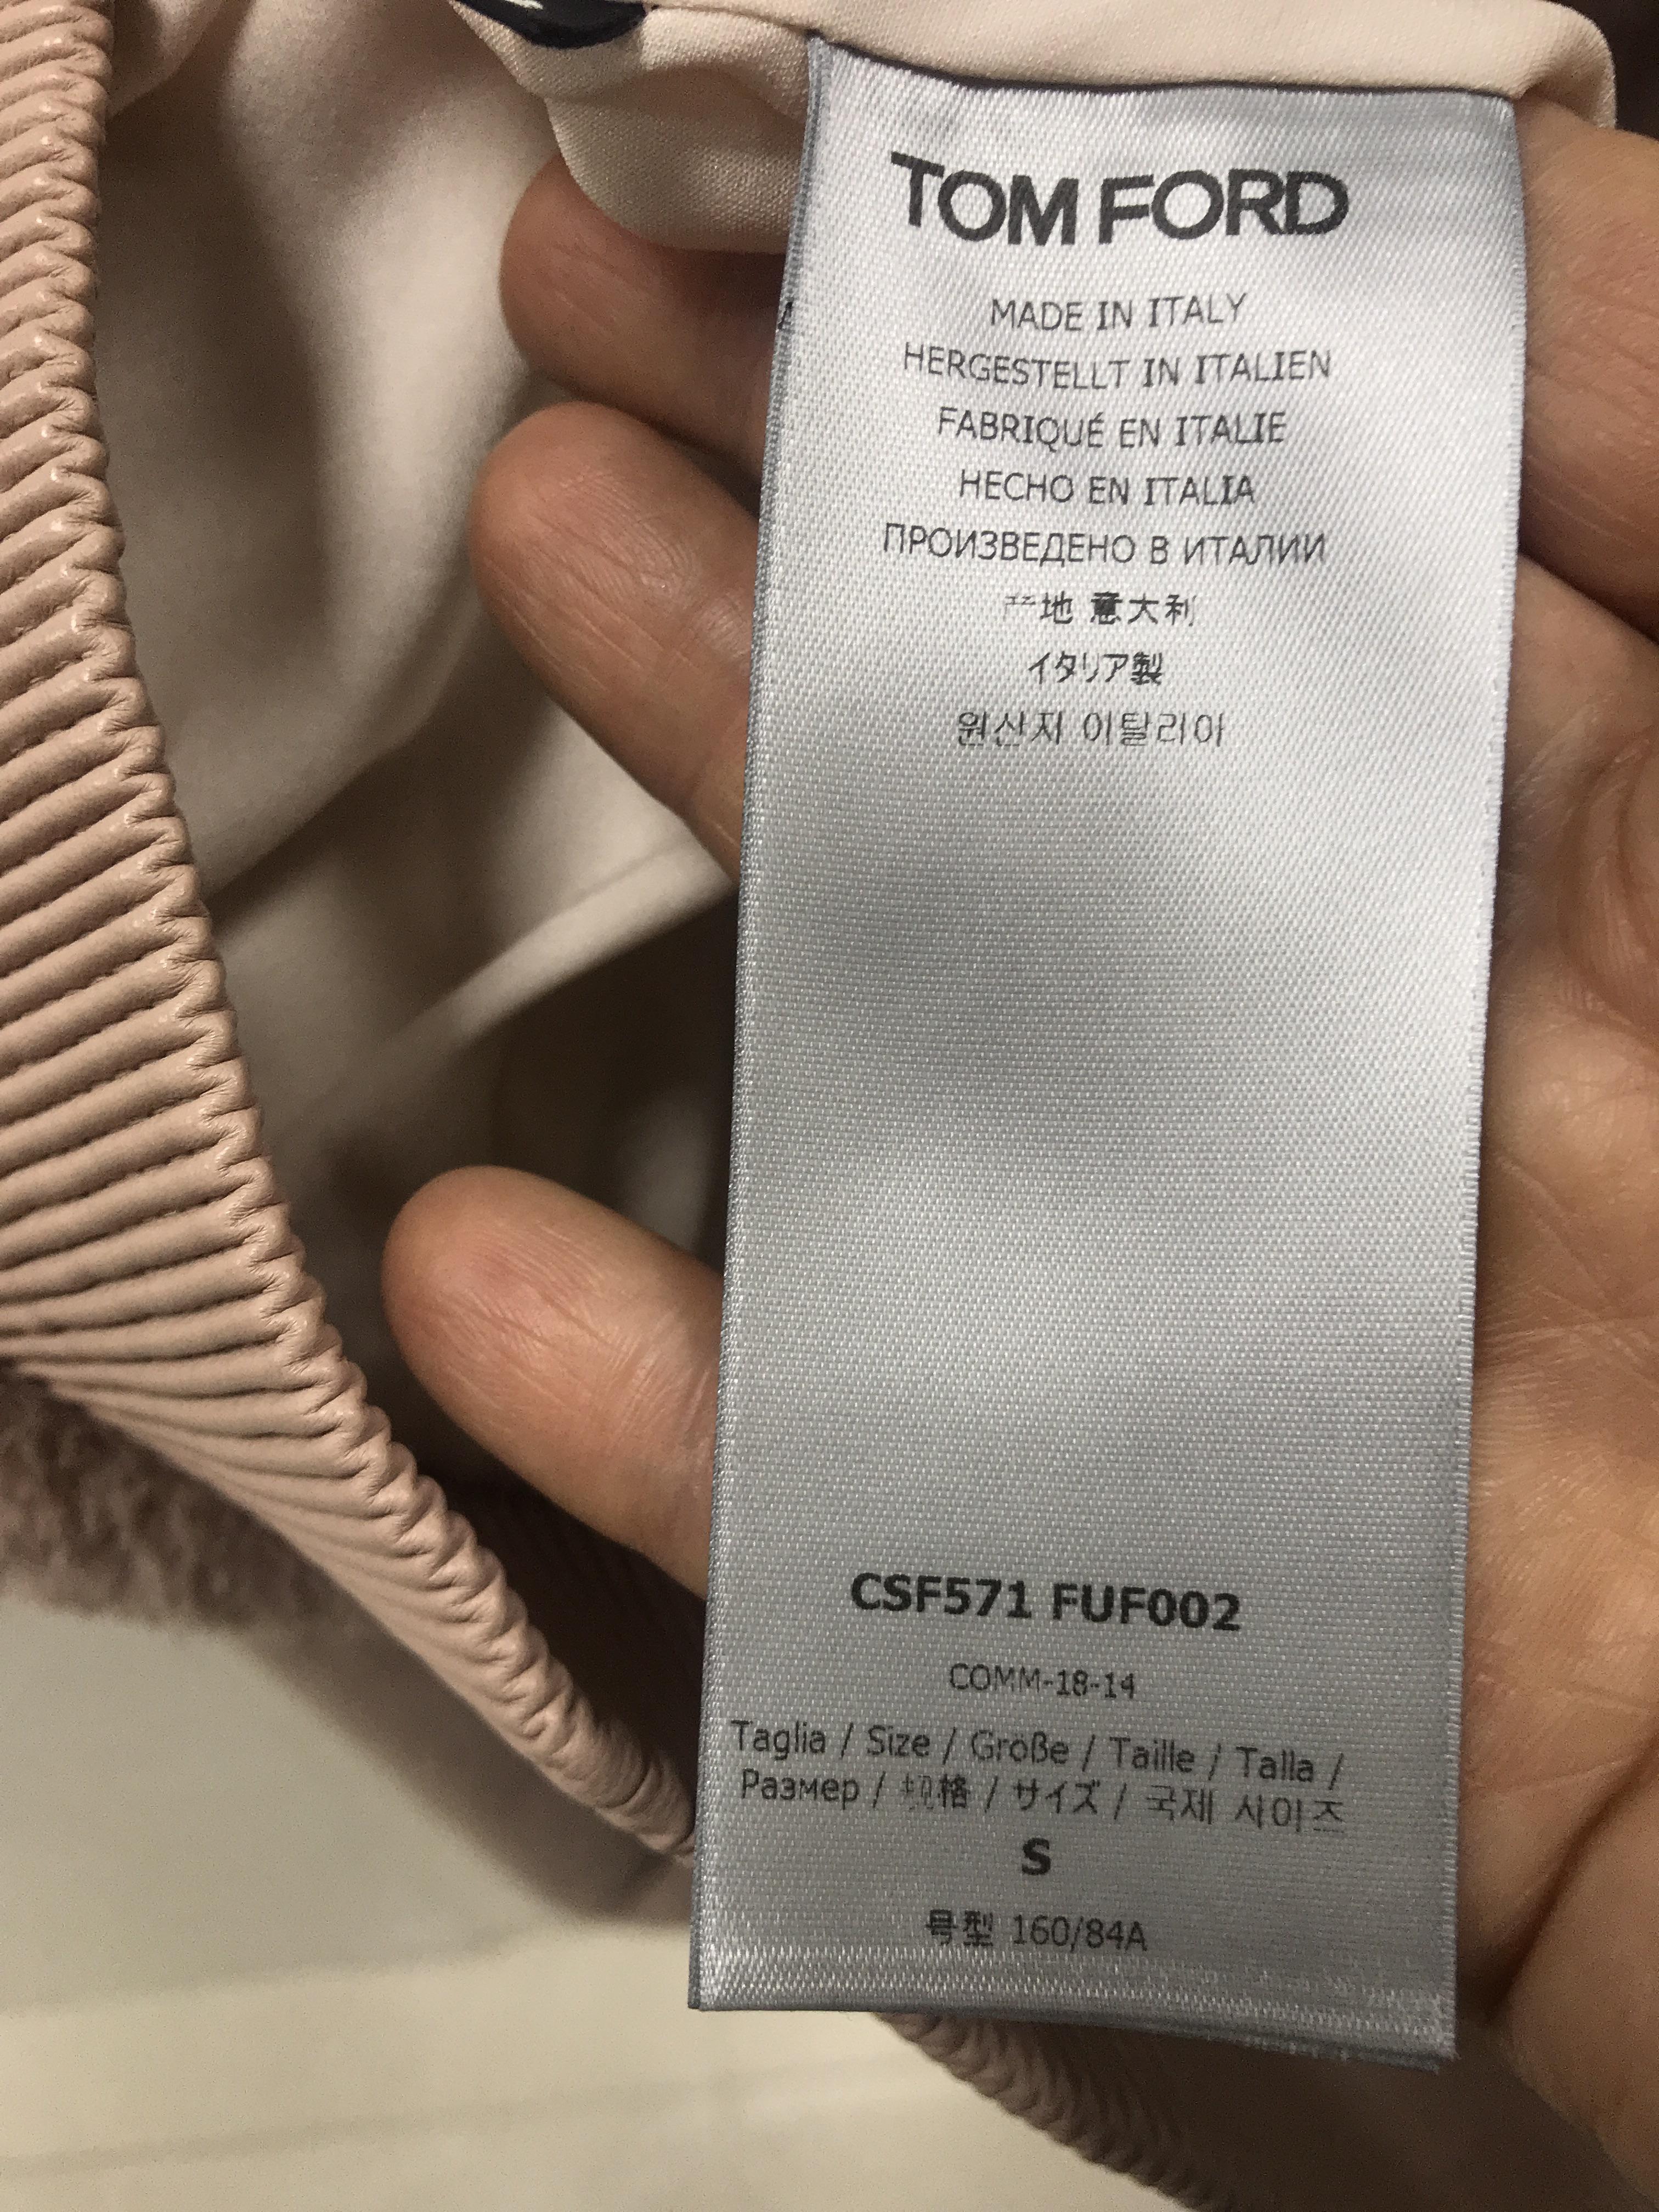 TOM FORD
MADE IN ITALY
HERGESTELLT IN ITALIEN
FABRIQUÉ EN ITALIE
HECHO EN ITALIA
ПРОИЗВЕДЕНО В ИТАЛИИ
产地 意大利
イタリア製
원산지 이탈리아
CSF571 FUF002
COMM-18-14
Taglia / Size / Größe / Taille / Talla /
Размер / 规格 / サイズ / 국제 사이즈
S
号型 160/84A